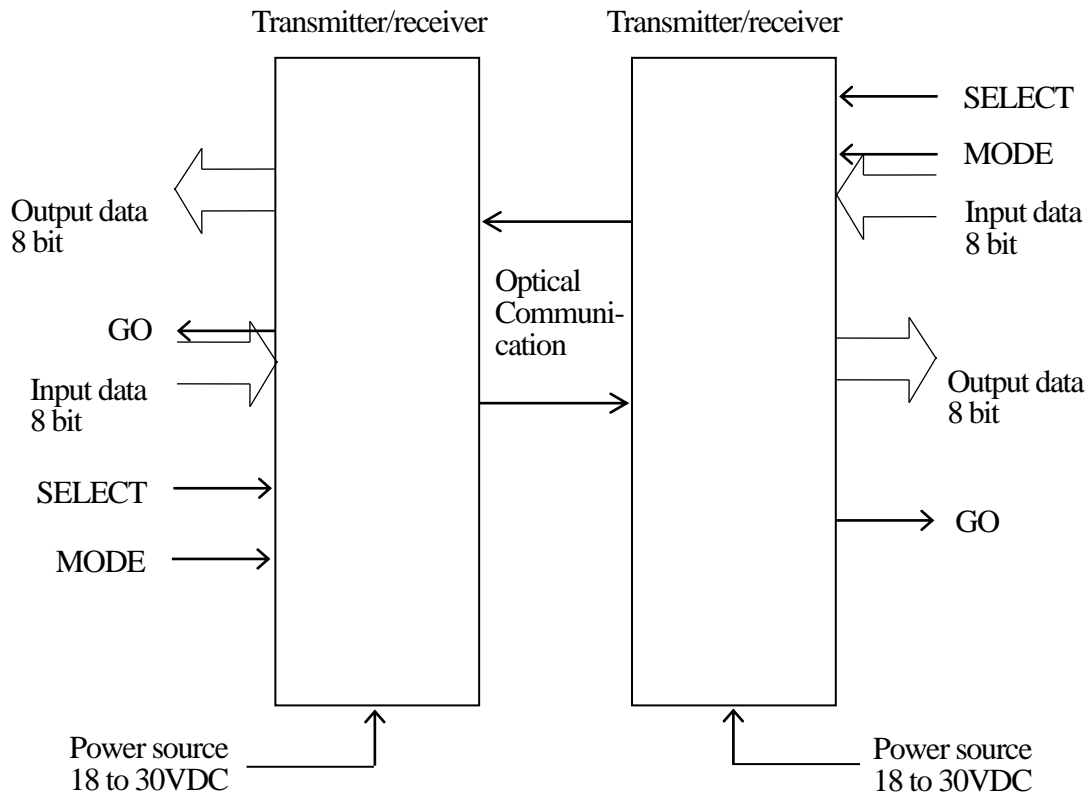 Transmitter/receiver
Transmitter/receiver
SELECT
MODE
Output data
8 bit
Input data
8 bit
Optical
Communi-
cation
GO
Input data
8 bit
Output data
8 bit
SELECT
GO
MODE
Power source
18 to 30VDC
Power source
18 to 30VDC